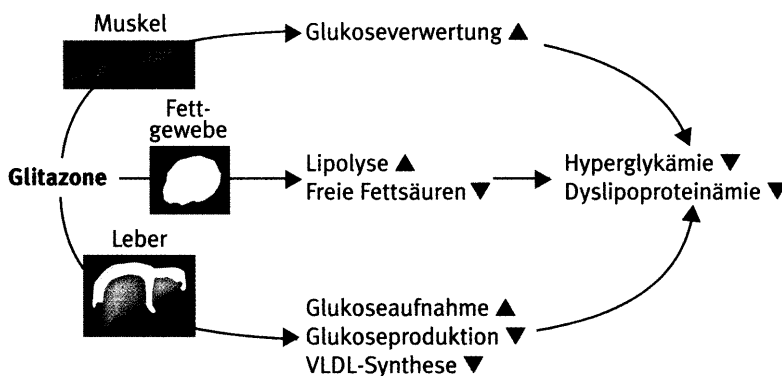 Muskel
Glukoseverwertung ▲
Fett-
gewebe
Glitazone
Lipolyse ▲
Freie Fettsäuren ▼
Hyperglykämie ▼
Dyslipoproteinämie ▼
Leber
Glukoseaufnahme ▲
Glukoseproduktion ▼
VLDL-Synthese ▼